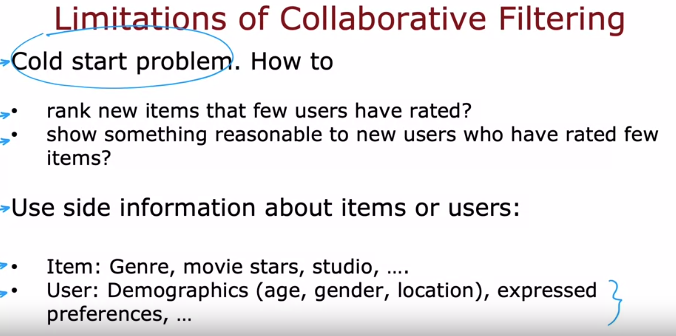 Limitations of Collaborative Filtering
Cold start problem. How to
• rank new items that few users have rated?
• show something reasonable to new users who have rated few
items?
Use side information about items or users:
• Item: Genre, movie stars, studio, ....
• User: Demographics (age, gender, location), expressed
preferences, ...